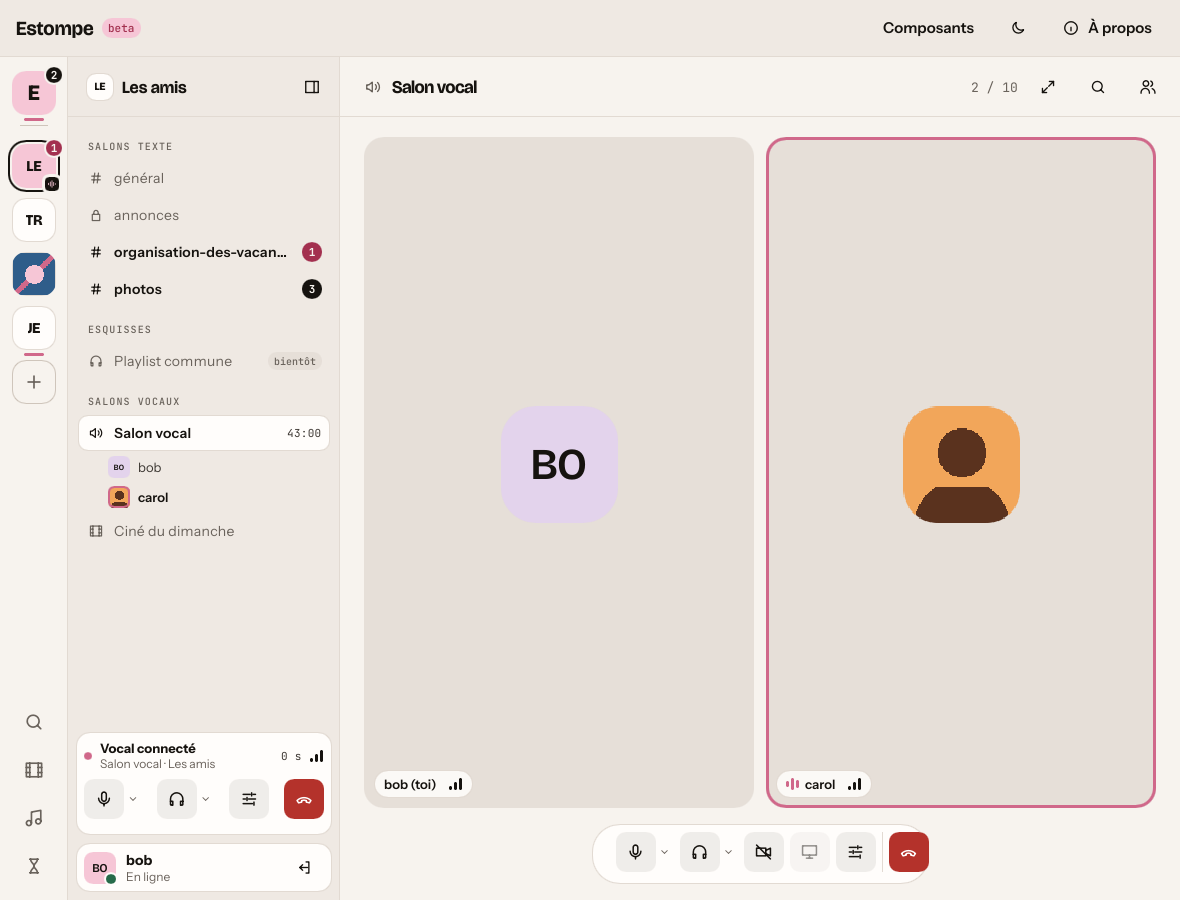 Estompe beta
Composants
À propos
E 2
LE 1
TR
JE
LE Les amis
SALONS TEXTE
général
annonces
organisation-des-vacan… 1
photos 3
ESQUISSES
Playlist commune bientôt
SALONS VOCAUX
Salon vocal 43:00
BO bob
carol
Ciné du dimanche
Vocal connecté
Salon vocal · Les amis
0 s
BO bob
En ligne
Salon vocal
2 / 10
BO
bob (toi)
carol